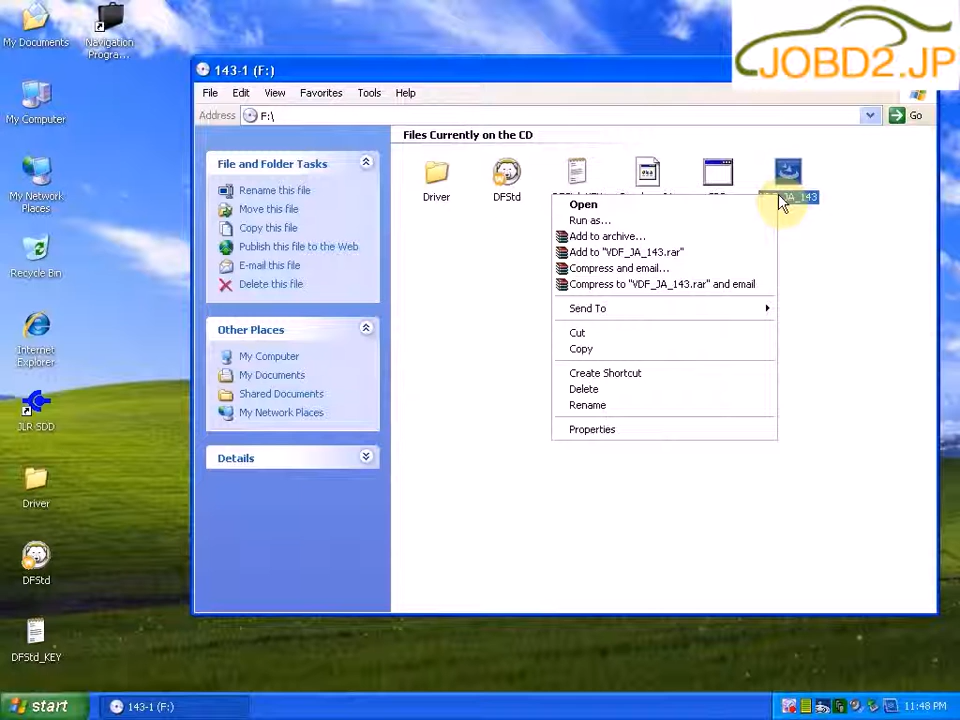 My Documents
Navigation
Progra...
My Computer
My Network
Places
Recycle Bin
Internet
Explorer
JLR SDD
Driver
DFStd
DFStd_KEY
JOBD2.JP
143-1 (F:)
File Edit View Favorites Tools Help
Address F:\ Go
Files Currently on the CD
File and Folder Tasks
Rename this file
Move this file
Copy this file
Publish this file to the Web
E-mail this file
Delete this file
Other Places
My Computer
My Documents
Shared Documents
My Network Places
Details
Driver
DFStd
JA_143
Open
Run as...
Add to archive...
Add to "VDF_JA_143.rar"
Compress and email...
Compress to "VDF_JA_143.rar" and email
Send To
Cut
Copy
Create Shortcut
Delete
Rename
Properties
start
143-1 (F:)
11:48 PM